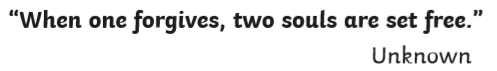 “When one forgives, two souls are set free.”
Unknown